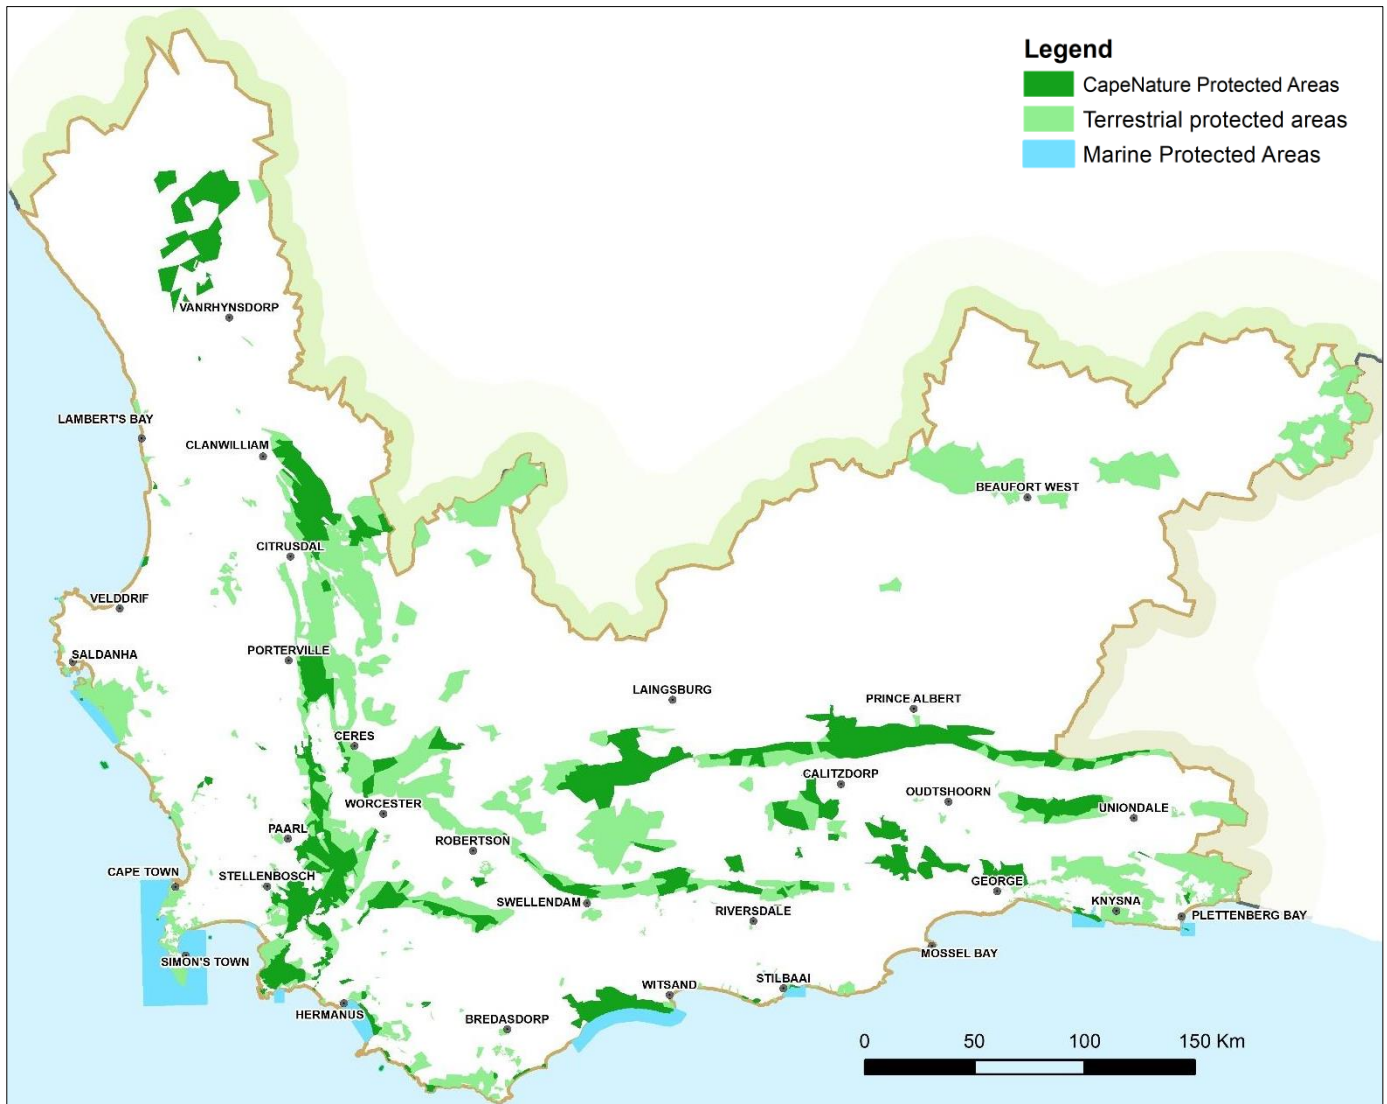 Legend
CapeNature Protected Areas
Terrestrial protected areas
Marine Protected Areas
VANRHYNSDORP
LAMBERT'S BAY
CLANWILLIAM
BEAUFORT WEST
CITRUSDAL
VELDDRIF
SALDANHA
PORTERVILLE
LAINGSBURG
PRINCE ALBERT
CERES
CALITZDORP
OUDTSHOORN
WORCESTER
UNIONDALE
PAARL
ROBERTSON
CAPE TOWN
STELLENBOSCH
GEORGE
SWELLENDAM
KNYSNA
RIVERSDALE
PLETTENBERG BAY
MOSSEL BAY
SIMON'S TOWN
STILBAAI
WITSAND
HERMANUS
BREDASDORP
0 50 100 150 Km